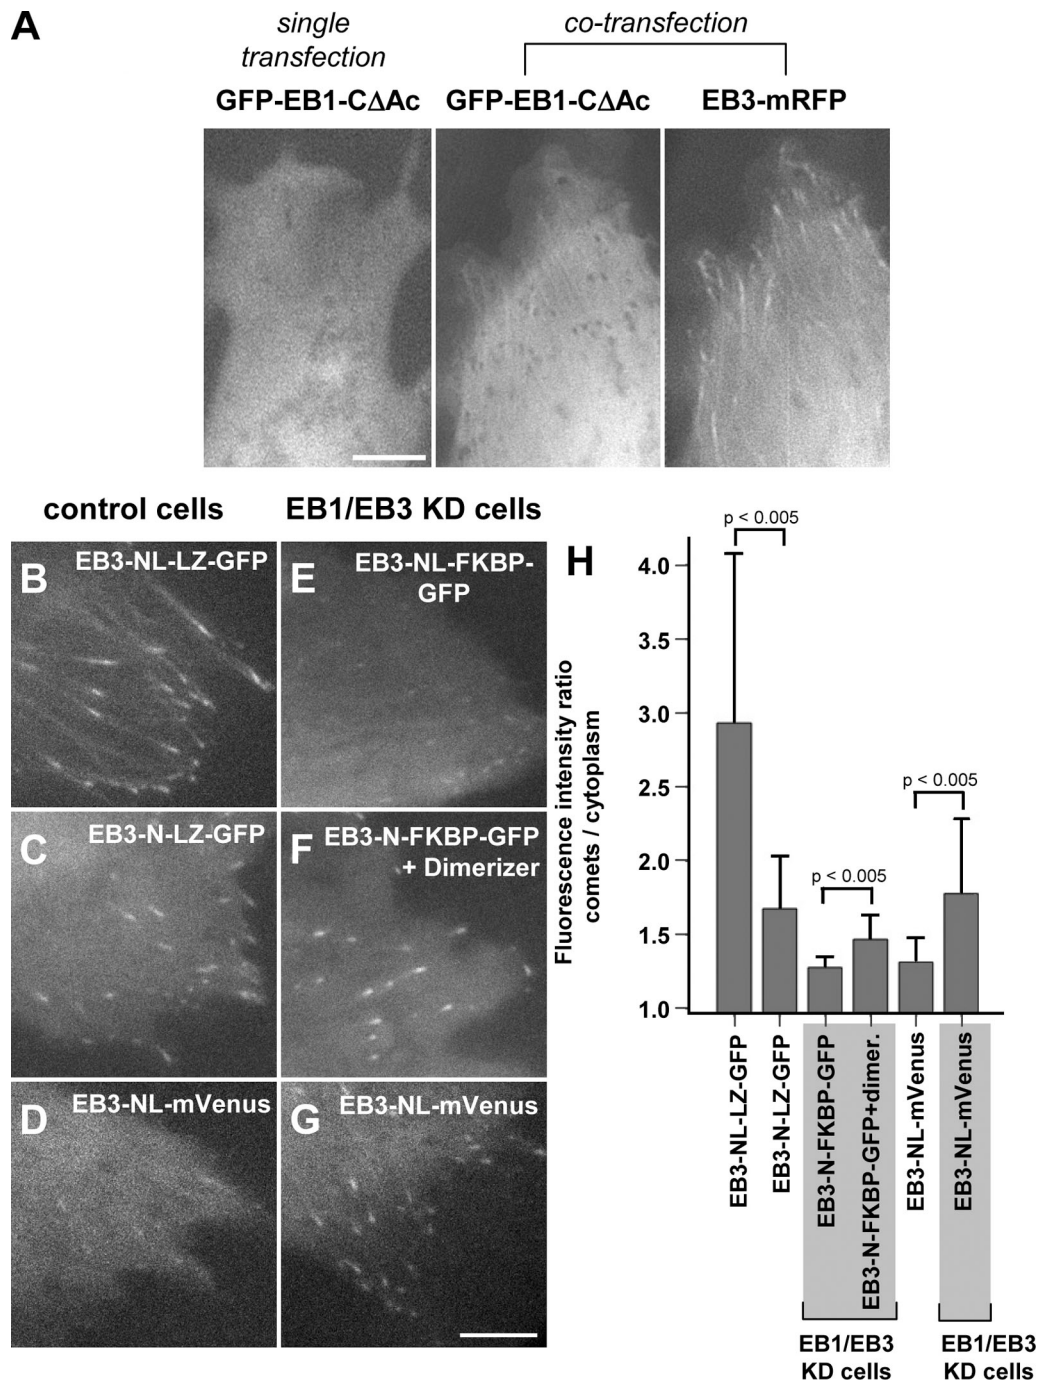 A
single
transfection
co-transfection
GFP-EB1-CΔAc
GFP-EB1-CΔAc
EB3-mRFP
control cells
EB1/EB3 KD cells
B
EB3-NL-LZ-GFP
E
EB3-NL-FKBP-
GFP
C
EB3-N-LZ-GFP
F
EB3-N-FKBP-GFP
+ Dimerizer
D
EB3-NL-mVenus
G
EB3-NL-mVenus
H
p < 0.005
p < 0.005
p < 0.005
Fluorescence intensity ratio
comets / cytoplasm
4.0
3.5
3.0
2.5
2.0
1.5
1.0
EB3-NL-LZ-GFP
EB3-N-LZ-GFP
EB3-N-FKBP-GFP
EB3-N-FKBP-GFP+dimer.
EB3-NL-mVenus
EB3-NL-mVenus
EB1/EB3
KD cells
EB1/EB3
KD cells